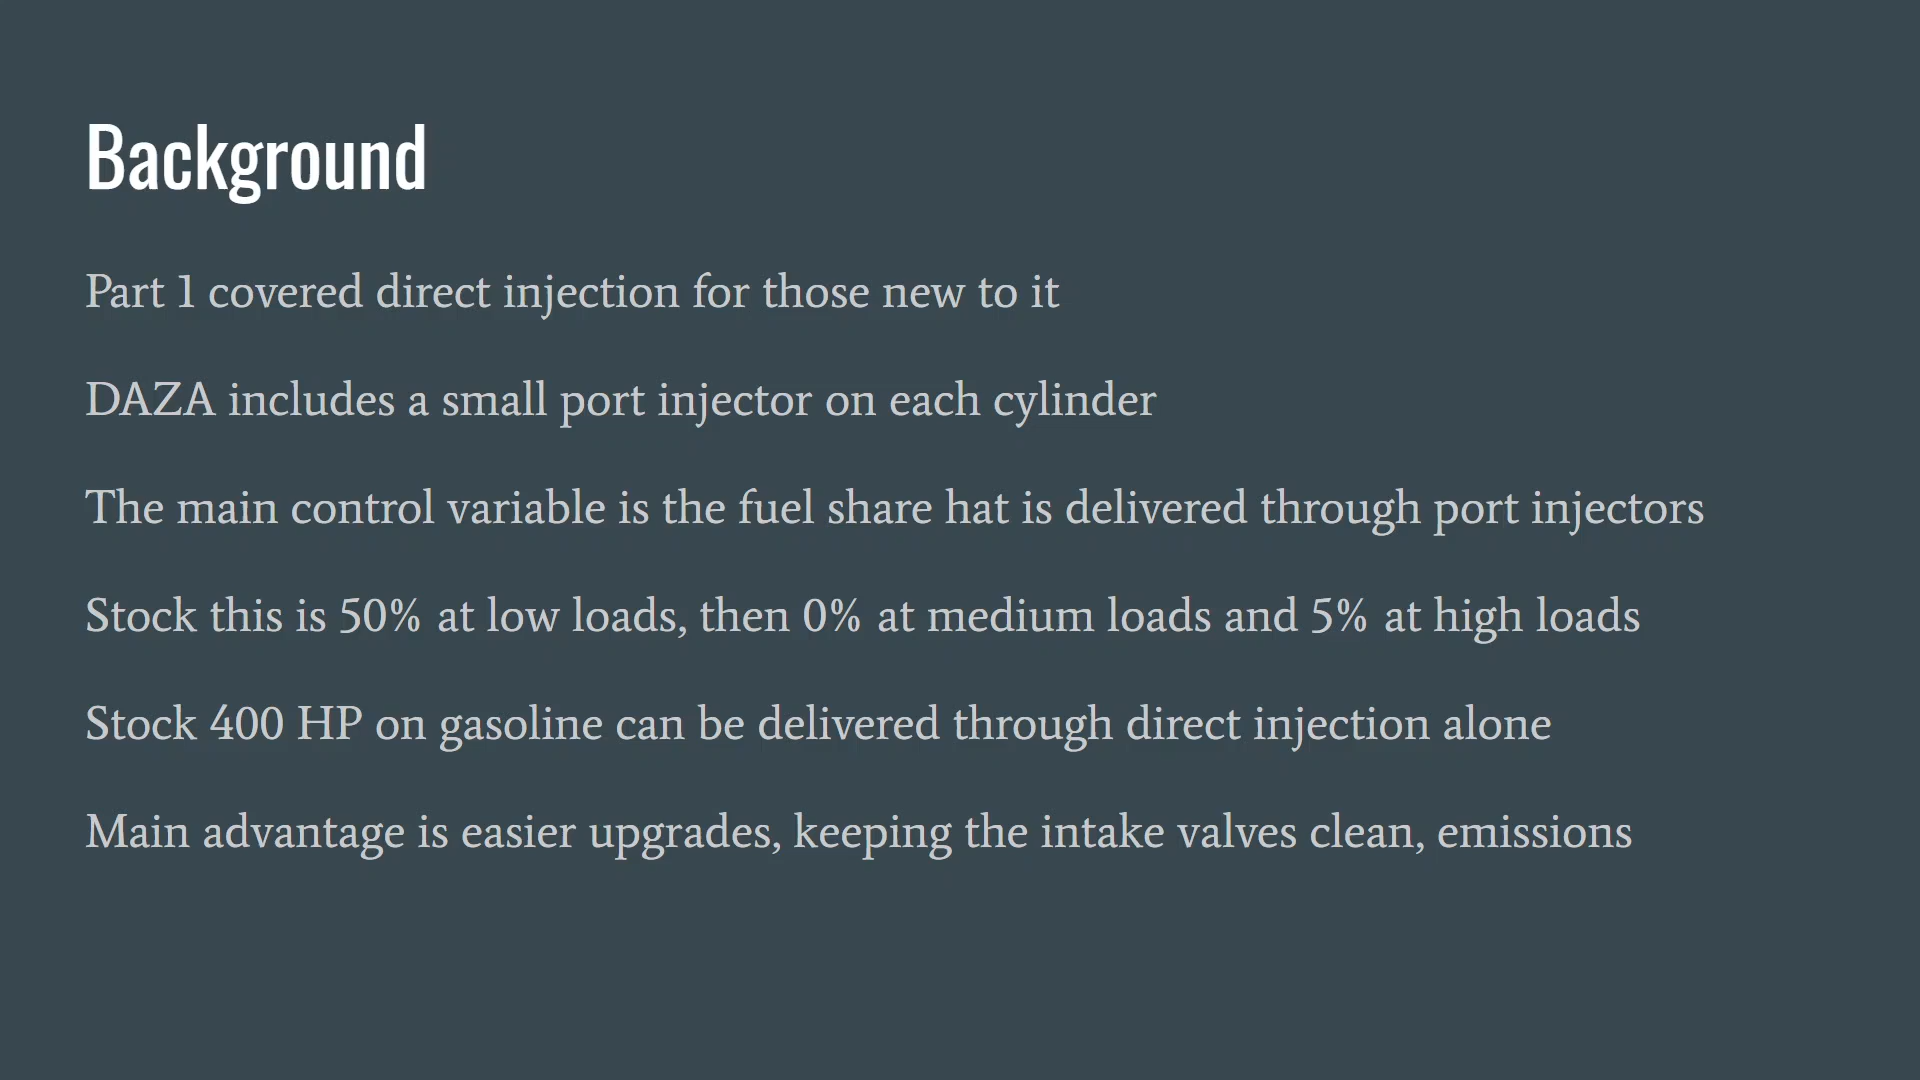 Background
Part 1 covered direct injection for those new to it
DAZA includes a small port injector on each cylinder
The main control variable is the fuel share hat is delivered through port injectors
Stock this is 50% at low loads, then 0% at medium loads and 5% at high loads
Stock 400 HP on gasoline can be delivered through direct injection alone
Main advantage is easier upgrades, keeping the intake valves clean, emissions